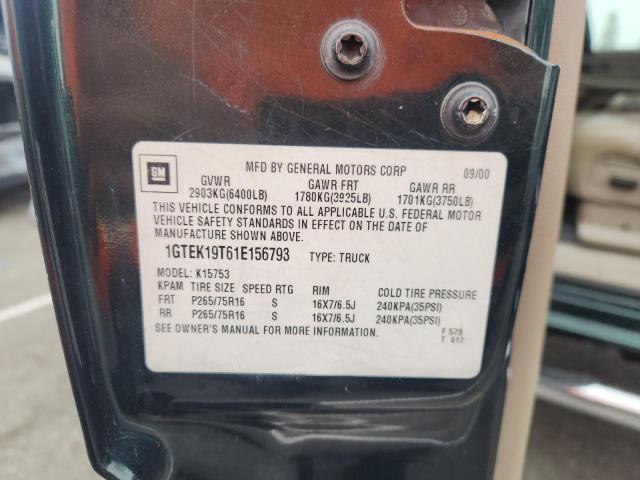 GM
MFD BY GENERAL MOTORS CORP 09/00
GVWR GAWR FRT GAWR RR
2903KG(6400LB) 1780KG(3925LB) 1701KG(3750LB)
THIS VEHICLE CONFORMS TO ALL APPLICABLE U.S. FEDERAL MOTOR
VEHICLE SAFETY STANDARDS IN EFFECT ON THE DATE OF
MANUFACTURE SHOWN ABOVE.
1GTEK19T61E156793 TYPE: TRUCK
MODEL: K15753
KPAM TIRE SIZE SPEED RTG RIM COLD TIRE PRESSURE
FRT P265/75R16 S 16X7/6.5J 240KPA(35PSI)
RR P265/75R16 S 16X7/6.5J 240KPA(35PSI)
SEE OWNER'S MANUAL FOR MORE INFORMATION.
F 529
T 617